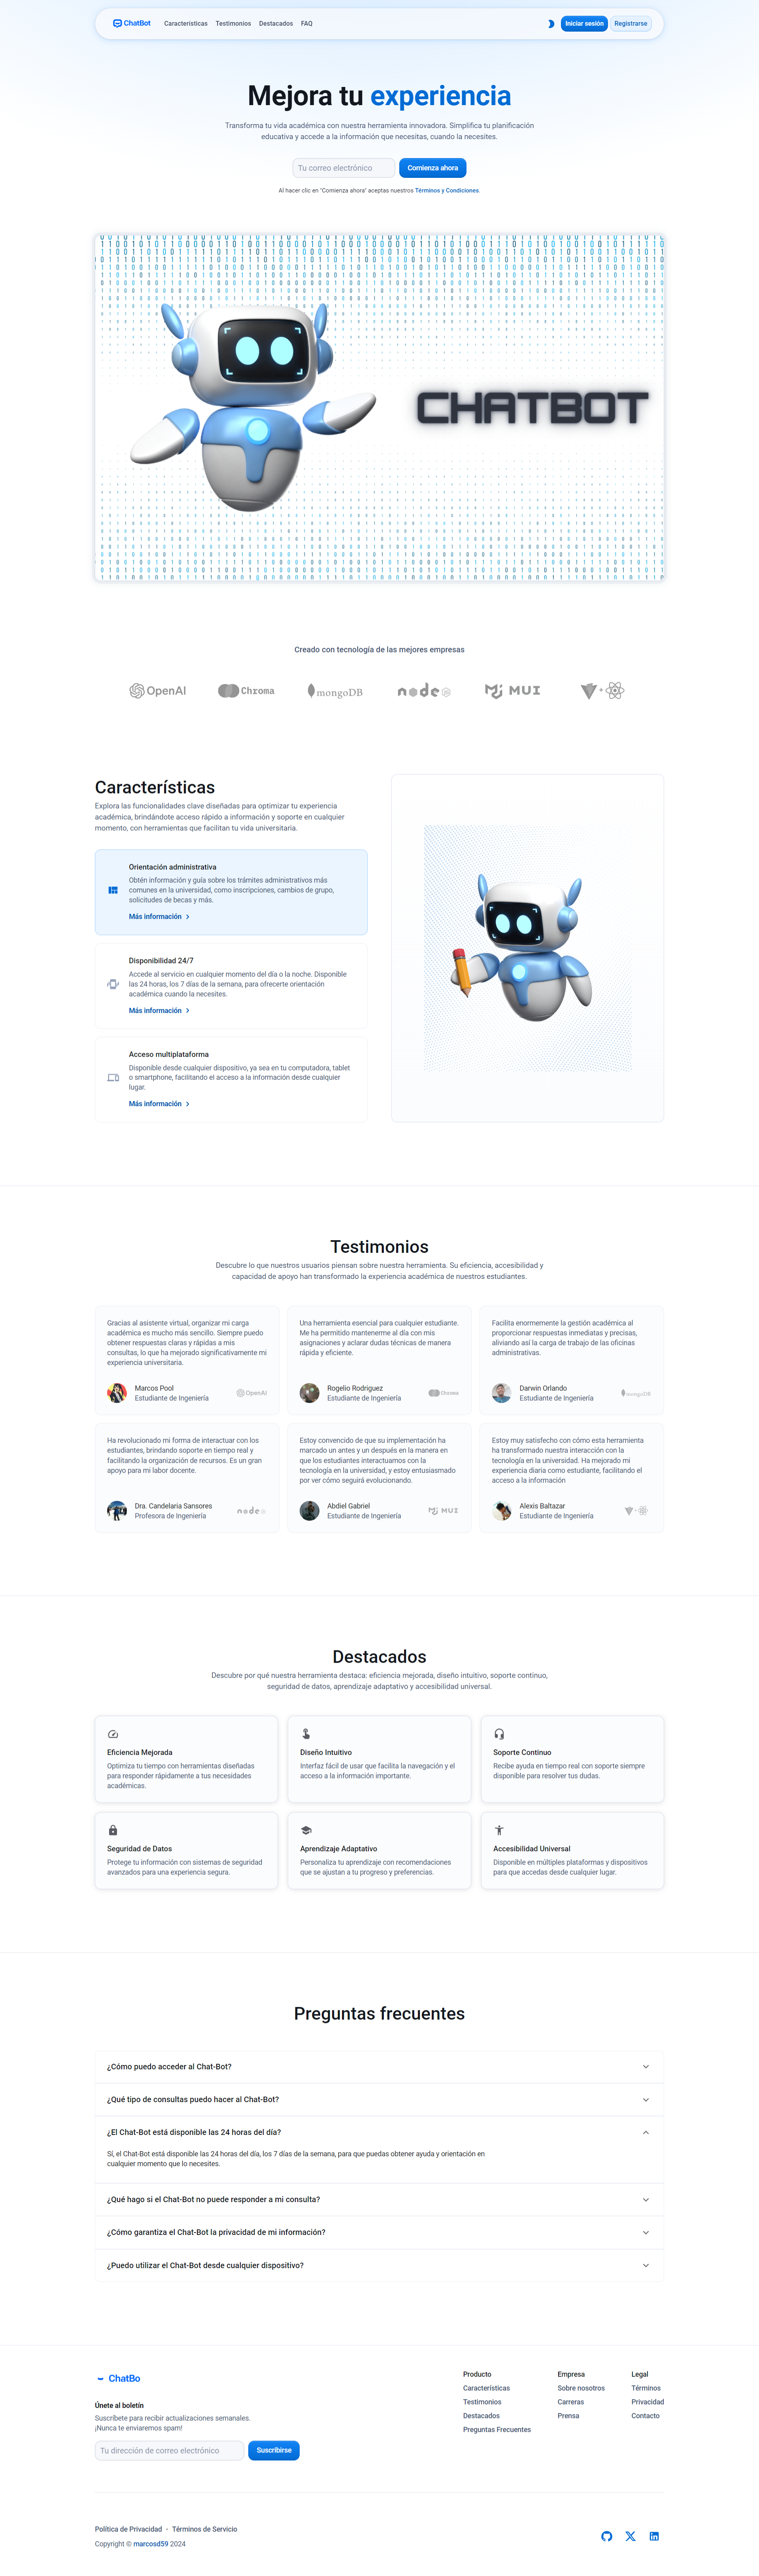 ChatBot
Características
Testimonios
Destacados
FAQ
Iniciar sesión
Registrarse
Mejora tu experiencia
Transforma tu vida académica con nuestra herramienta innovadora. Simplifica tu planificación
educativa y accede a la información que necesitas, cuando la necesites.
Tu correo electrónico
Comienza ahora
Al hacer clic en "Comienza ahora" aceptas nuestros Términos y Condiciones.
CHATBOT
Creado con tecnología de las mejores empresas
OpenAI
Chroma
mongoDB
node
MUI
Características
Explora las funcionalidades clave diseñadas para optimizar tu experiencia
académica, brindándote acceso rápido a información y soporte en cualquier
momento, con herramientas que facilitan tu vida universitaria.
Orientación administrativa
Obtén información y guía sobre los trámites administrativos más
comunes en la universidad, como inscripciones, cambios de grupo,
solicitudes de becas y más.
Más información
Disponibilidad 24/7
Accede al servicio en cualquier momento del día o la noche. Disponible
las 24 horas, los 7 días de la semana, para ofrecerte orientación
académica cuando la necesites.
Más información
Acceso multiplataforma
Disponible desde cualquier dispositivo, ya sea en tu computadora, tablet
o smartphone, facilitando el acceso a la información desde cualquier
lugar.
Más información
Testimonios
Descubre lo que nuestros usuarios piensan sobre nuestra herramienta. Su eficiencia, accesibilidad y
capacidad de apoyo han transformado la experiencia académica de nuestros estudiantes.
Gracias al asistente virtual, organizar mi carga
académica es mucho más sencillo. Siempre puedo
obtener respuestas claras y rápidas a mis
consultas, lo que ha mejorado significativamente mi
experiencia universitaria.
Marcos Pool
Estudiante de Ingeniería
OpenAI
Una herramienta esencial para cualquier estudiante.
Me ha permitido mantenerme al día con mis
asignaciones y aclarar dudas técnicas de manera
rápida y eficiente.
Rogelio Rodriguez
Estudiante de Ingeniería
Chroma
Facilita enormemente la gestión académica al
proporcionar respuestas inmediatas y precisas,
aliviando así la carga de trabajo de las oficinas
administrativas.
Darwin Orlando
Estudiante de Ingeniería
mongoDB
Ha revolucionado mi forma de interactuar con los
estudiantes, brindando soporte en tiempo real y
facilitando la organización de recursos. Es un gran
apoyo para mi labor docente.
Dra. Candelaria Sansores
Profesora de Ingeniería
node
Estoy convencido de que su implementación ha
marcado un antes y un después en la manera en
que los estudiantes interactuamos con la
tecnología en la universidad, y estoy entusiasmado
por ver cómo seguirá evolucionando.
Abdiel Gabriel
Estudiante de Ingeniería
MUI
Estoy muy satisfecho con cómo esta herramienta
ha transformado nuestra interacción con la
tecnología en la universidad. Ha mejorado mi
experiencia diaria como estudiante, facilitando el
acceso a la información
Alexis Baltazar
Estudiante de Ingeniería
Destacados
Descubre por qué nuestra herramienta destaca: eficiencia mejorada, diseño intuitivo, soporte continuo,
seguridad de datos, aprendizaje adaptativo y accesibilidad universal.
Eficiencia Mejorada
Optimiza tu tiempo con herramientas diseñadas
para responder rápidamente a tus necesidades
académicas.
Diseño Intuitivo
Interfaz fácil de usar que facilita la navegación y el
acceso a la información importante.
Soporte Continuo
Recibe ayuda en tiempo real con soporte siempre
disponible para resolver tus dudas.
Seguridad de Datos
Protege tu información con sistemas de seguridad
avanzados para una experiencia segura.
Aprendizaje Adaptativo
Personaliza tu aprendizaje con recomendaciones
que se ajustan a tu progreso y preferencias.
Accesibilidad Universal
Disponible en múltiples plataformas y dispositivos
para que accedas desde cualquier lugar.
Preguntas frecuentes
¿Cómo puedo acceder al Chat-Bot?
¿Qué tipo de consultas puedo hacer al Chat-Bot?
¿El Chat-Bot está disponible las 24 horas del día?
Sí, el Chat-Bot está disponible las 24 horas del día, los 7 días de la semana, para que puedas obtener ayuda y orientación en
cualquier momento que lo necesites.
¿Qué hago si el Chat-Bot no puede responder a mi consulta?
¿Cómo garantiza el Chat-Bot la privacidad de mi información?
¿Puedo utilizar el Chat-Bot desde cualquier dispositivo?
ChatBo
Únete al boletín
Suscríbete para recibir actualizaciones semanales.
¡Nunca te enviaremos spam!
Tu dirección de correo electrónico
Suscribirse
Producto
Características
Testimonios
Destacados
Preguntas Frecuentes
Empresa
Sobre nosotros
Carreras
Prensa
Legal
Términos
Privacidad
Contacto
Política de Privacidad • Términos de Servicio
Copyright © marcosd59 2024